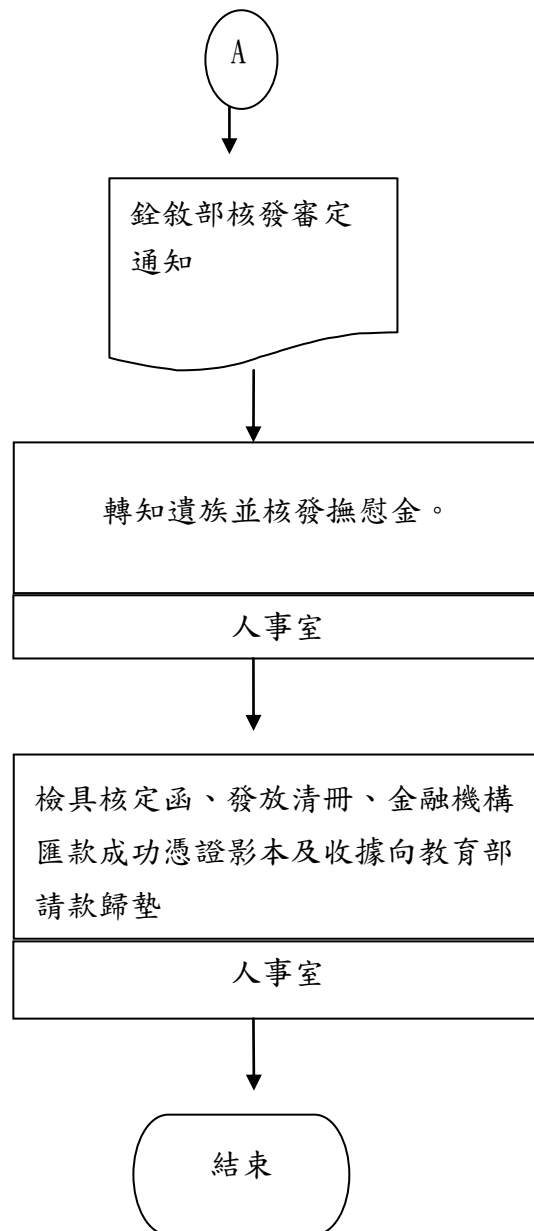 A
銓敘部核發審定
通知
轉知遺族並核發撫慰金。
人事室
檢具核定函、發放清冊、金融機構
匯款成功憑證影本及收據向教育部
請款歸墊
人事室
結束